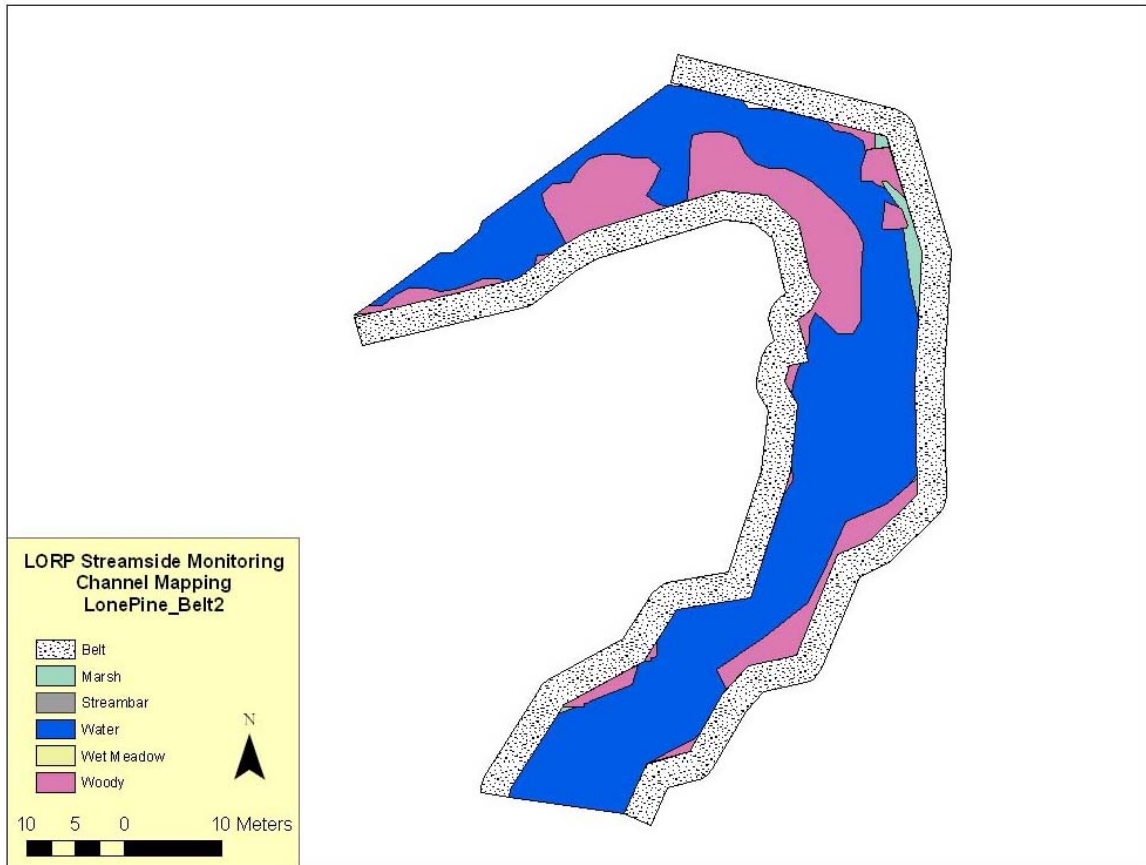 LORP Streamside Monitoring
Channel Mapping
LonePine_Belt2
Belt
Marsh
Streambar
Water
Wet Meadow
Woody
N
10 5 0 10 Meters